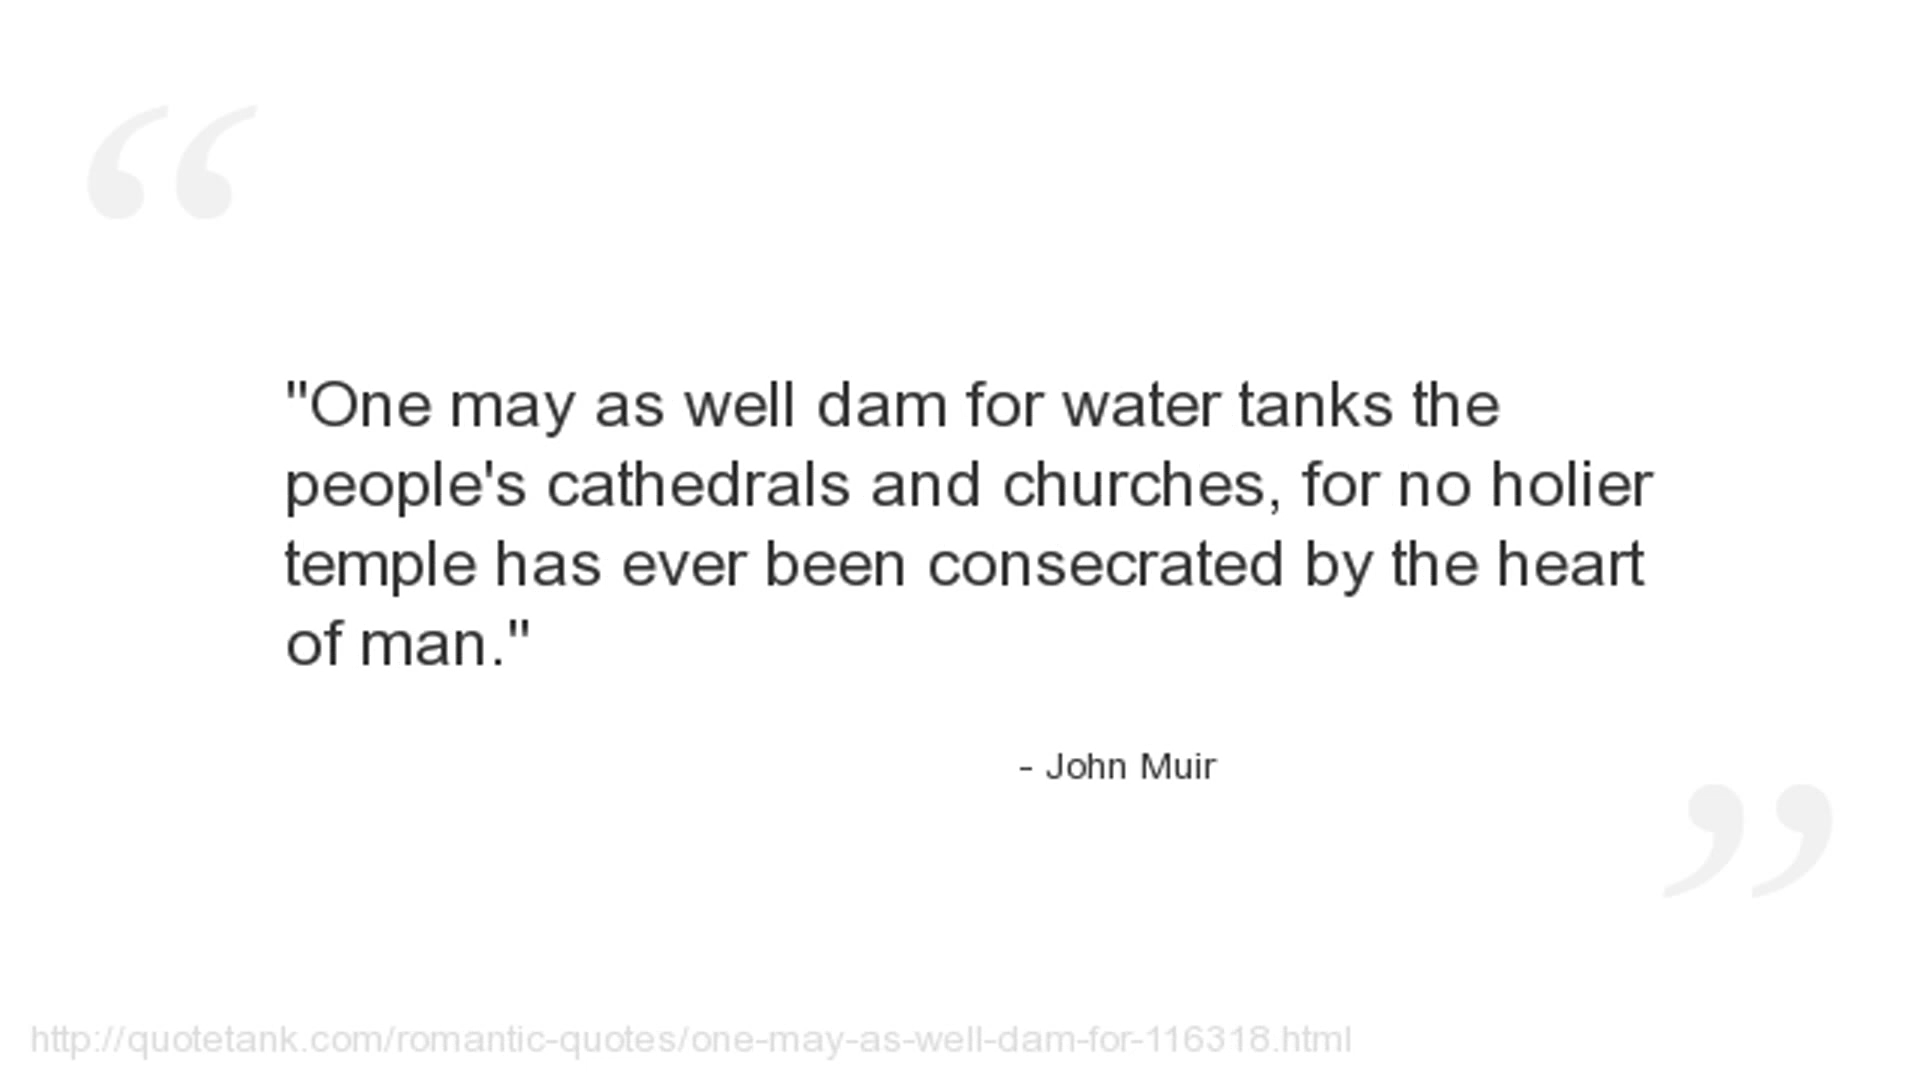 "One may as well dam for water tanks the
people's cathedrals and churches, for no holier
temple has ever been consecrated by the heart
of man."
- John Muir
http://quotetank.com/romantic-quotes/one-may-as-well-dam-for-116318.html